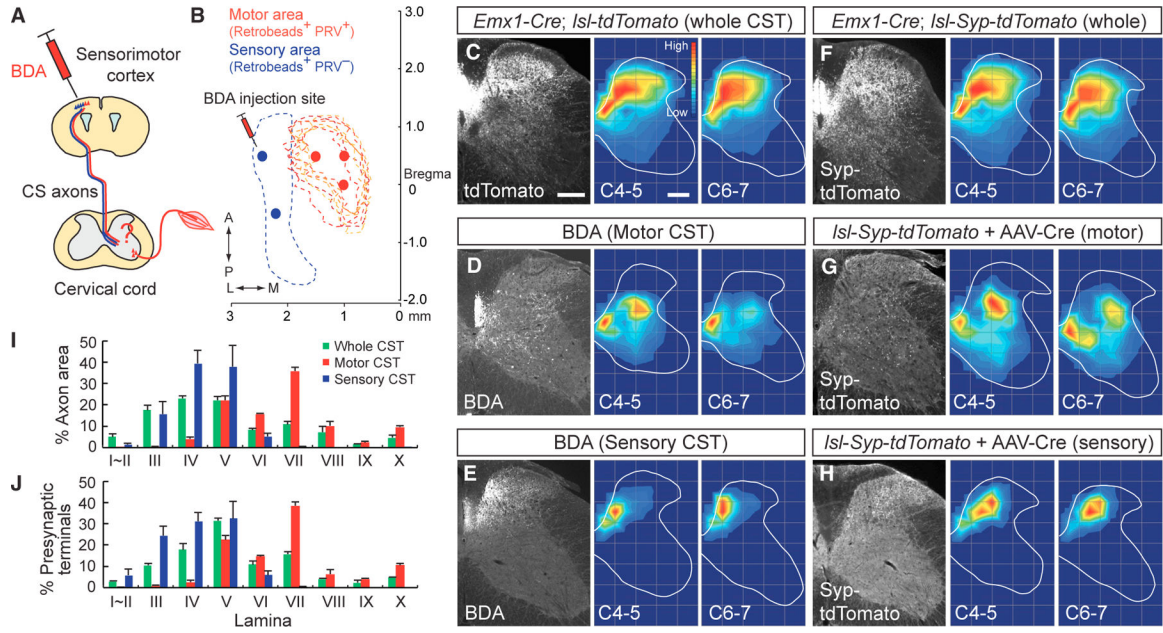 A
BDA
Sensorimotor
cortex
CS axons
?
Cervical cord
B
Motor area
(Retrobeads+ PRV+)
Sensory area
(Retrobeads+ PRV−)
BDA injection site
3.0
2.0
1.0
Bregma
0
-1.0
-2.0
A
P
L
M
3
2
1
0 mm
Emx1-Cre; lsl-tdTomato (whole CST)
C
tdTomato
High
Low
C4-5
C6-7
BDA (Motor CST)
D
BDA
C4-5
C6-7
BDA (Sensory CST)
E
BDA
C4-5
C6-7
Emx1-Cre; lsl-Syp-tdTomato (whole)
F
Syp-
tdTomato
C4-5
C6-7
lsl-Syp-tdTomato + AAV-Cre (motor)
G
Syp-
tdTomato
C4-5
C6-7
lsl-Syp-tdTomato + AAV-Cre (sensory)
H
Syp-
tdTomato
C4-5
C6-7
I
% Axon area
50
40
30
20
10
0
Whole CST
Motor CST
Sensory CST
I~II
III
IV
V
VI
VII
VIII
IX
X
J
% Presynaptic
terminals
50
40
30
20
10
0
I~II
III
IV
V
VI
VII
VIII
IX
X
Lamina